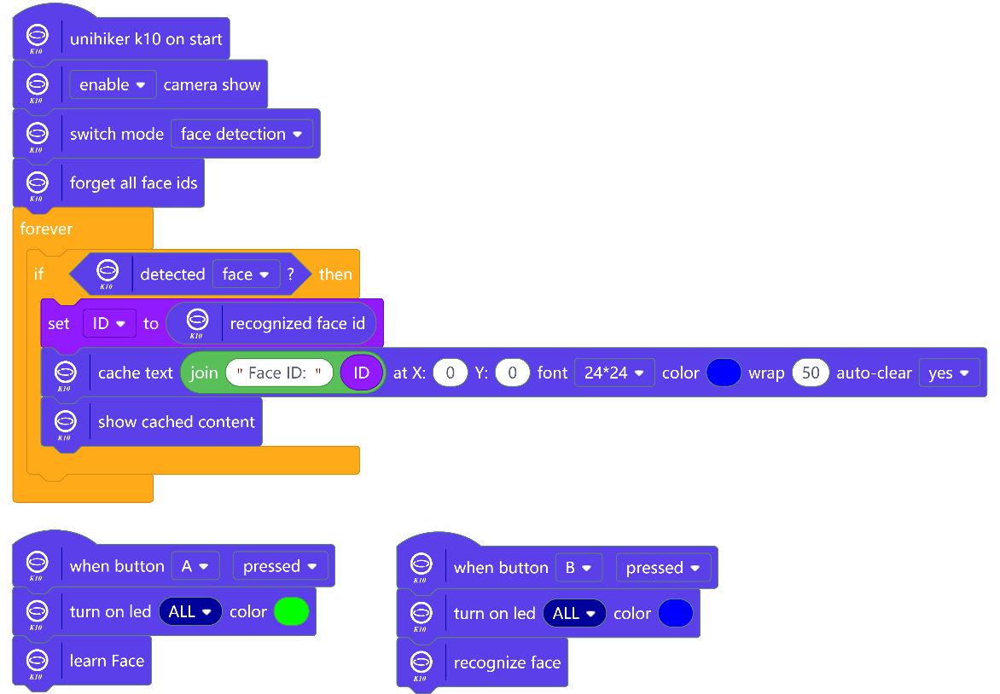 K10 unihiker k10 on start
K10 enable camera show
K10 switch mode face detection
K10 forget all face ids
forever
if K10 detected face ? then
set ID to K10 recognized face id
K10 cache text join " Face ID: " ID at X: 0 Y: 0 font 24*24 color wrap 50 auto-clear yes
K10 show cached content
K10 when button A pressed
K10 turn on led ALL color
K10 learn Face
K10 when button B pressed
K10 turn on led ALL color
K10 recognize face